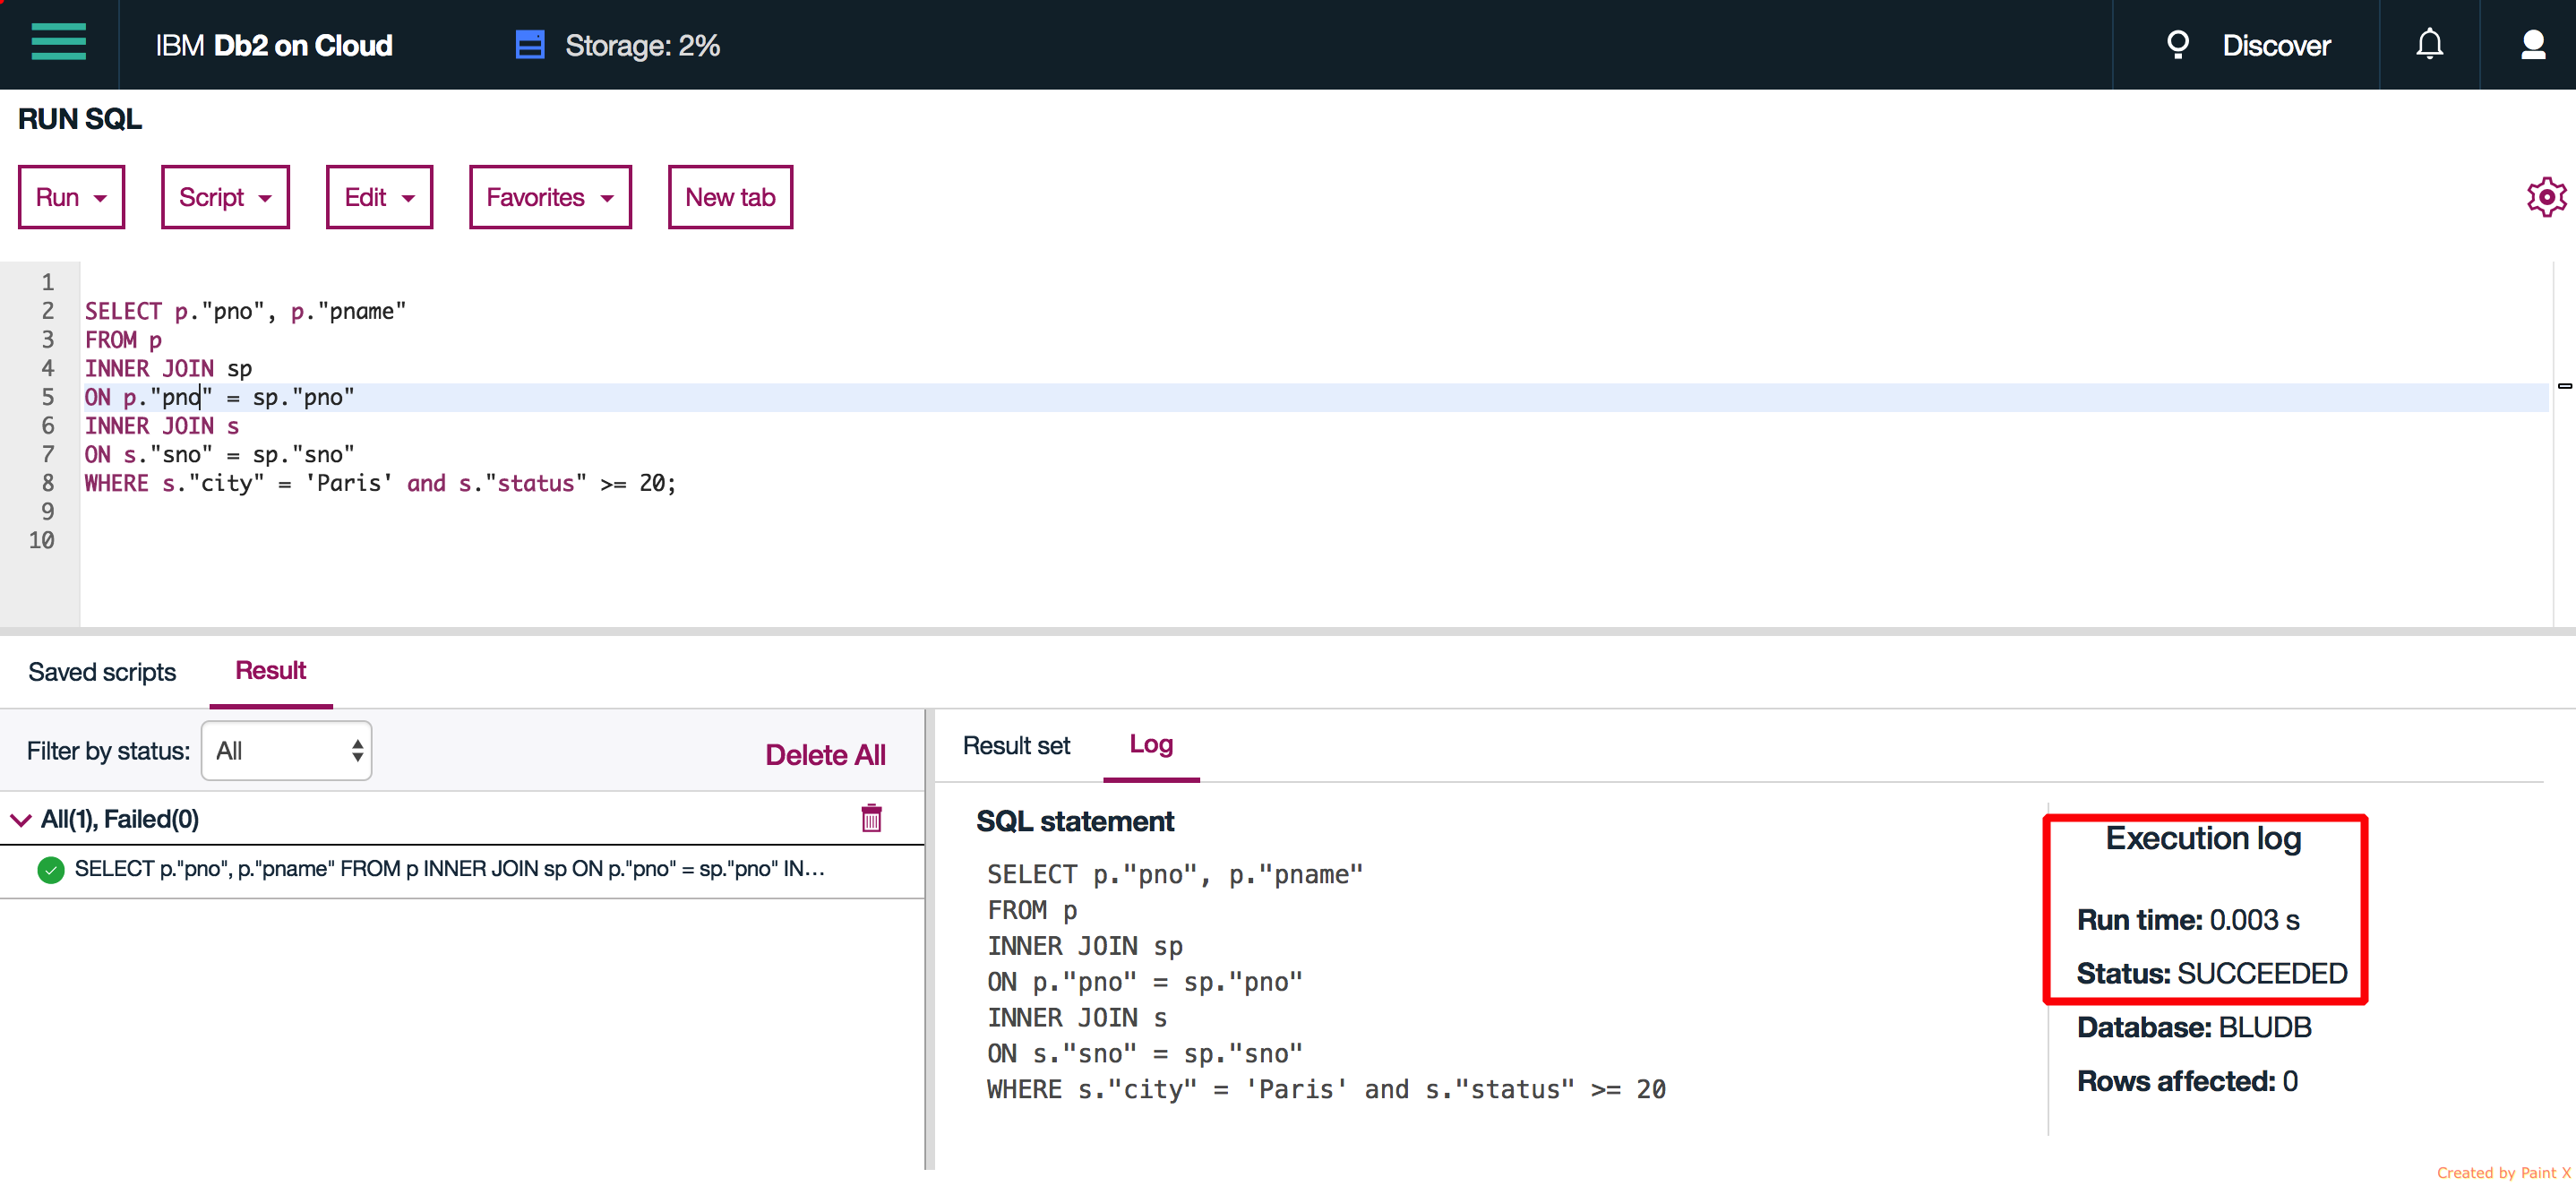 IBM Db2 on Cloud
Storage: 2%
Discover
RUN SQL
Run
Script
Edit
Favorites
New tab
1
2 SELECT p."pno", p."pname"
3 FROM p
4 INNER JOIN sp
5 ON p."pno" = sp."pno"
6 INNER JOIN s
7 ON s."sno" = sp."sno"
8 WHERE s."city" = 'Paris' and s."status" >= 20;
9
10
Saved scripts
Result
Filter by status: All
Delete All
All(1), Failed(0)
SELECT p."pno", p."pname" FROM p INNER JOIN sp ON p."pno" = sp."pno" IN...
Result set
Log
SQL statement
SELECT p."pno", p."pname"
FROM p
INNER JOIN sp
ON p."pno" = sp."pno"
INNER JOIN s
ON s."sno" = sp."sno"
WHERE s."city" = 'Paris' and s."status" >= 20
Execution log
Run time: 0.003 s
Status: SUCCEEDED
Database: BLUDB
Rows affected: 0
Created by Paint X